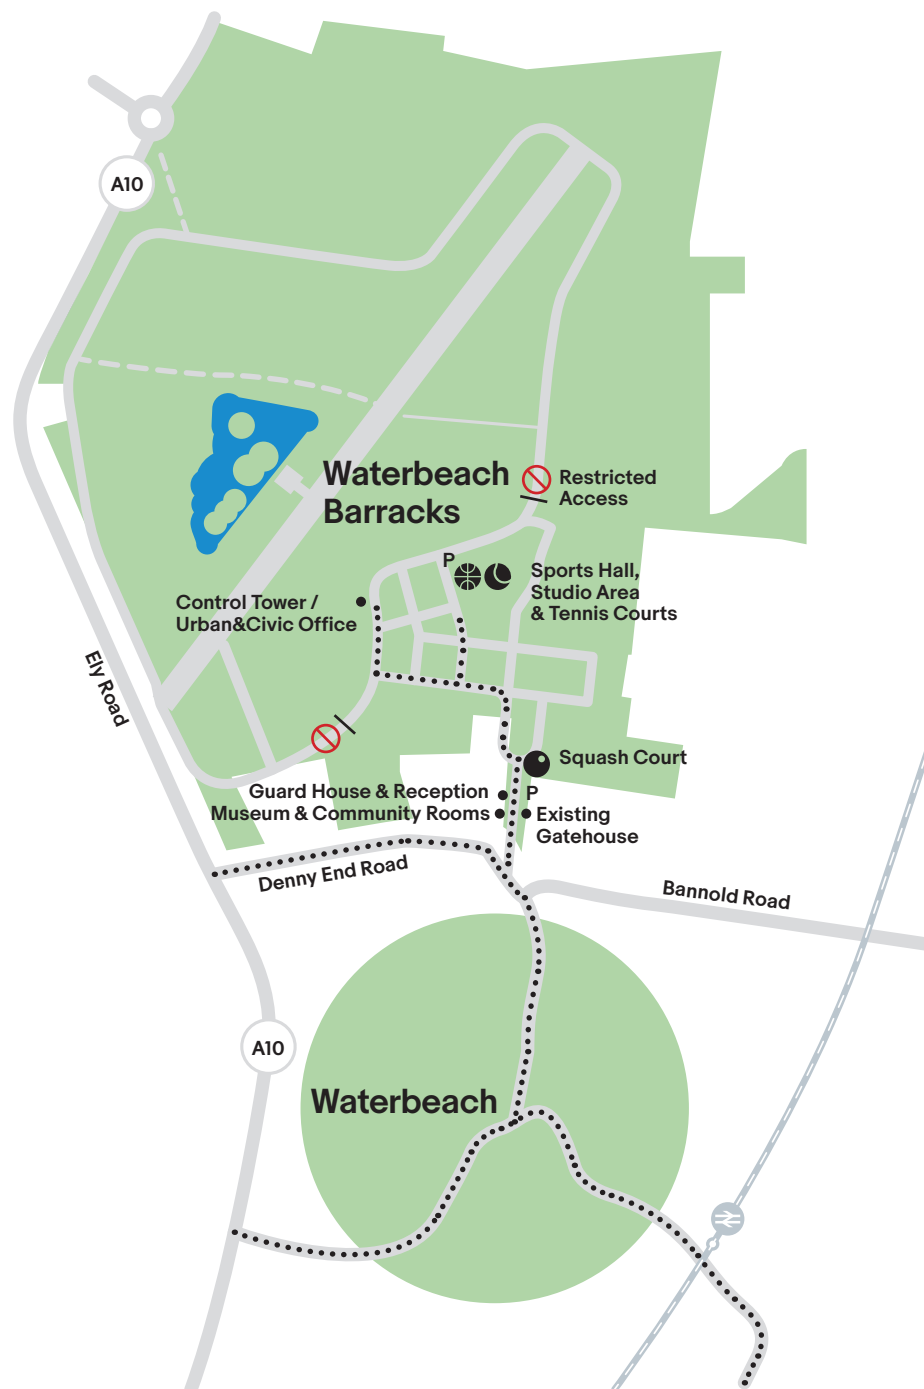 A10
Waterbeach
Barracks
Restricted
Access
P
Sports Hall,
Studio Area
& Tennis Courts
Control Tower /
Urban&Civic Office
Ely Road
Squash Court
Guard House & Reception
P
Museum & Community Rooms
Existing
Gatehouse
Denny End Road
Bannold Road
A10
Waterbeach